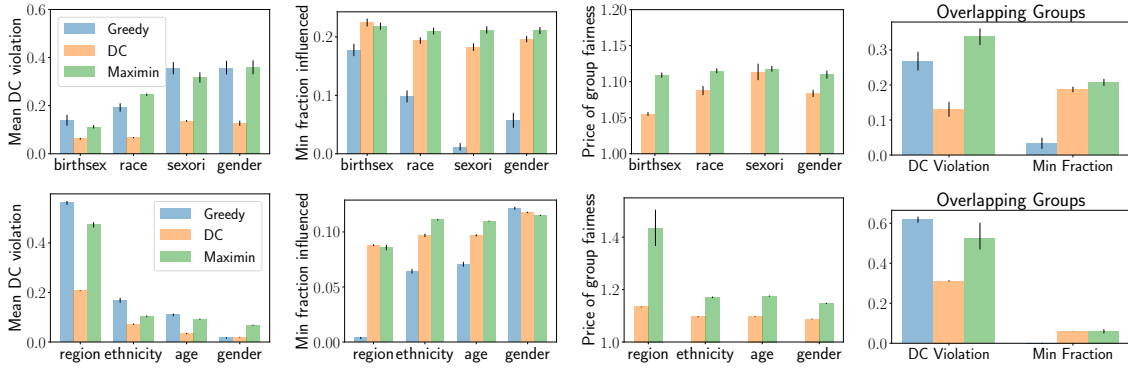 Mean DC violation
0.6
0.4
0.2
0.0
Greedy
DC
Maximin
birthsex race sexori gender
Min fraction influenced
0.2
0.1
0.0
birthsex race sexori gender
Price of group fairness
1.20
1.15
1.10
1.05
1.00
birthsex race sexori gender
Overlapping Groups
0.3
0.2
0.1
0.0
DC Violation Min Fraction
Mean DC violation
0.4
0.2
0.0
Greedy
DC
Maximin
region ethnicity age gender
Min fraction influenced
0.10
0.05
0.00
region ethnicity age gender
Price of group fairness
1.4
1.2
1.0
region ethnicity age gender
Overlapping Groups
0.6
0.4
0.2
0.0
DC Violation Min Fraction